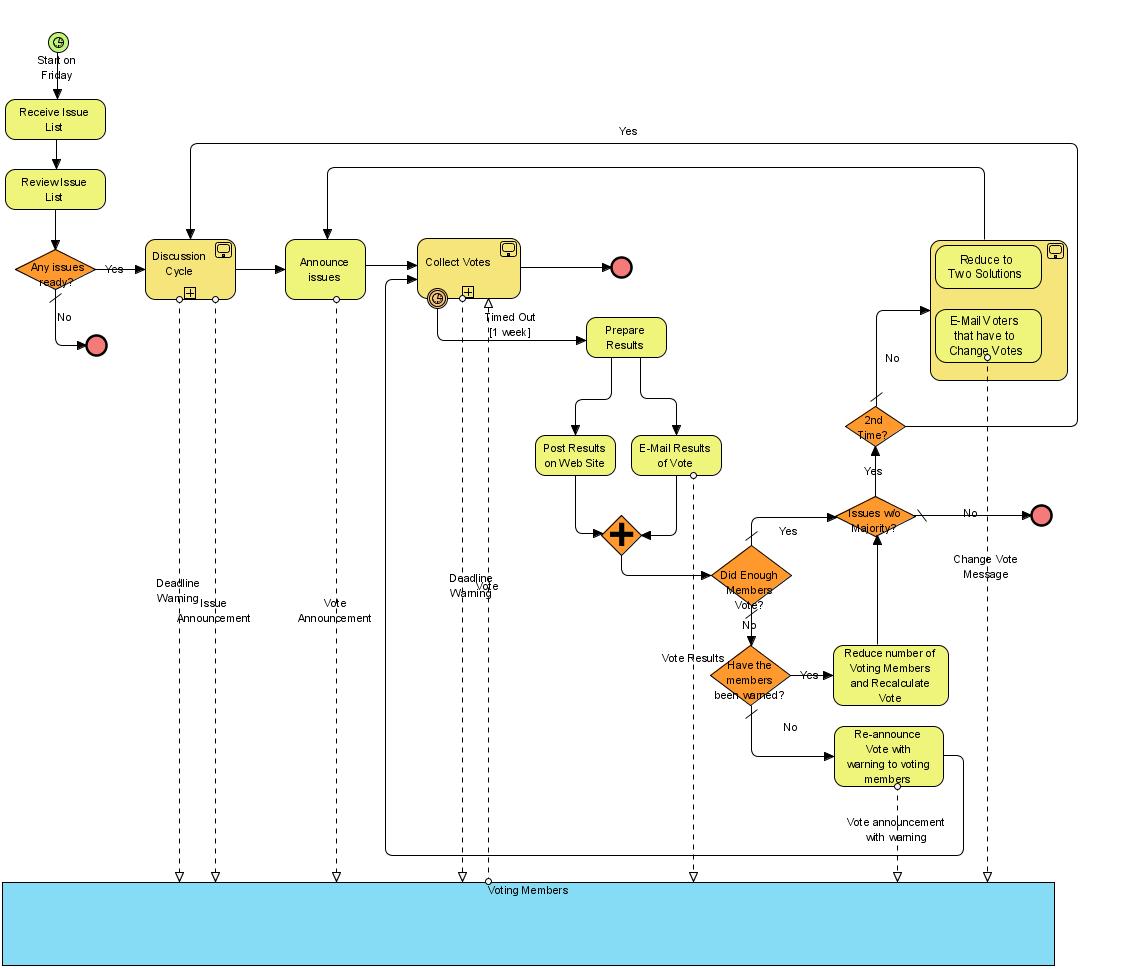 Start on
Friday
Receive Issue
List
Review Issue
List
Any issues
ready?
Yes
No
Yes
Discussion
Cycle
Announce
issues
Collect Votes
Timed Out
[1 week]
Prepare
Results
Post Results
on Web Site
E-Mail Results
of Vote
Reduce to
Two Solutions
E-Mail Voters
that have to
Change Votes
No
2nd
Time?
Yes
Issues w/o
Majority?
No
Yes
Did Enough
Members
Vote?
No
Have the
members
been warned?
Yes
Reduce number of
Voting Members
and Recalculate
Vote
No
Re-announce
Vote with
warning to voting
members
Deadline
Warning
Issue
Announcement
Vote
Announcement
Deadline
Warning
Vote
Vote Results
Change Vote
Message
Vote announcement
with warning
Voting Members